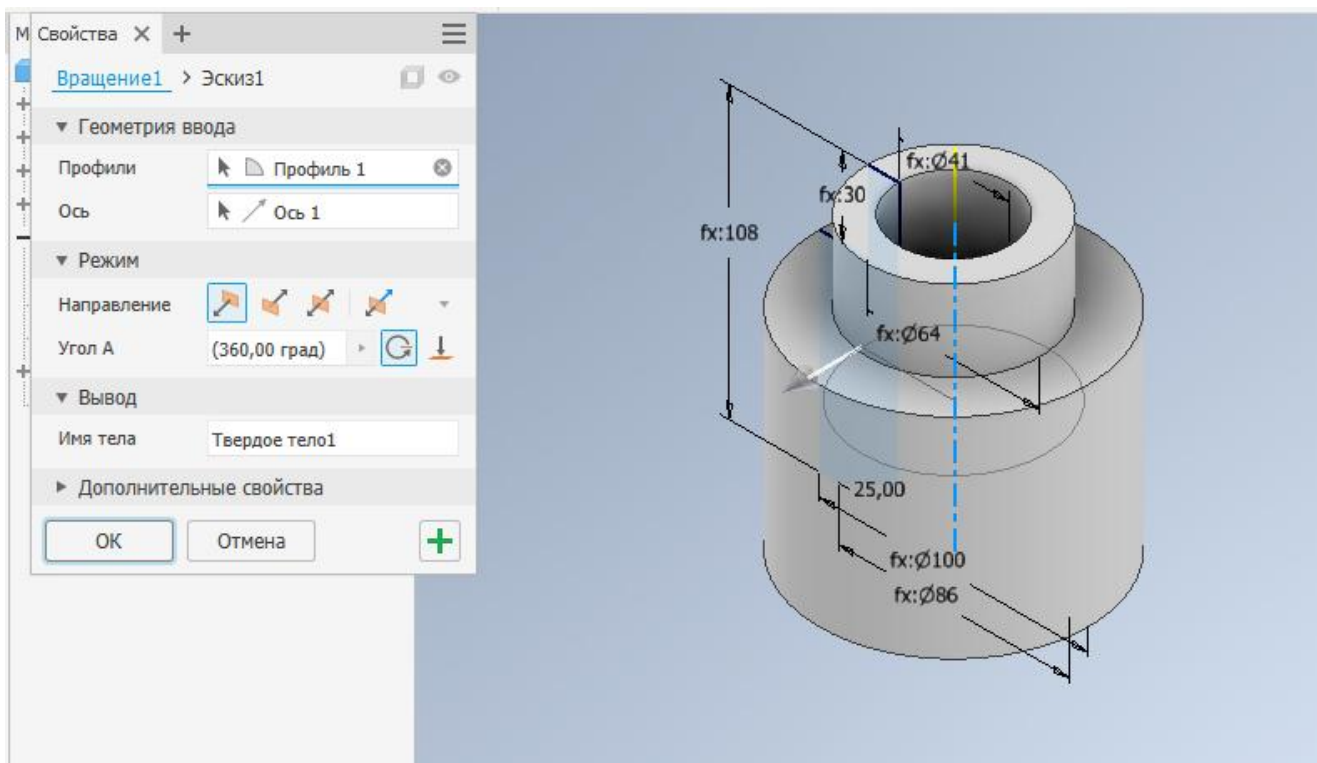 М
Свойства
Вращение1 > Эскиз1
Геометрия ввода
Профили
Профиль 1
Ось
Ось 1
Режим
Направление
Угол A
(360,00 град)
Вывод
Имя тела
Твердое тело1
Дополнительные свойства
ОК
Отмена
fx:Ø41
fx:30
fx:108
fx:Ø64
25,00
fx:Ø100
fx:Ø86